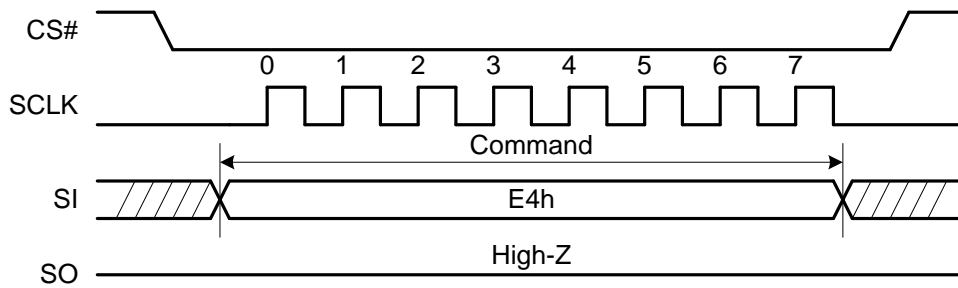 CS#
0 1 2 3 4 5 6 7
SCLK
Command
SI E4h
High-Z
SO